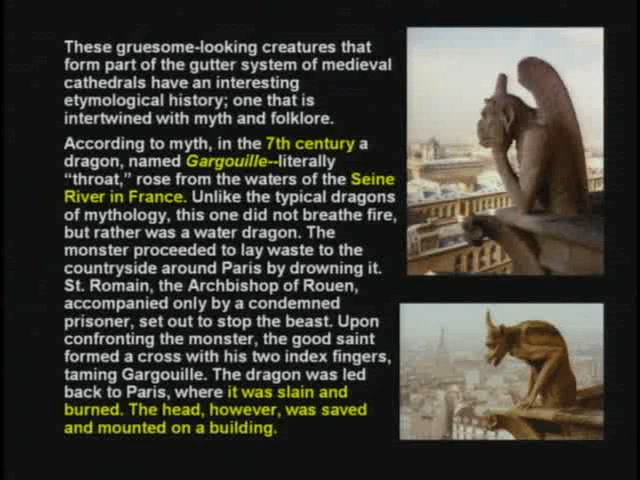 These gruesome-looking creatures that
form part of the gutter system of medieval
cathedrals have an interesting
etymological history; one that is
intertwined with myth and folklore.
According to myth, in the 7th century a
dragon, named Gargouille--literally
“throat,” rose from the waters of the Seine
River in France. Unlike the typical dragons
of mythology, this one did not breathe fire,
but rather was a water dragon. The
monster proceeded to lay waste to the
countryside around Paris by drowning it.
St. Romain, the Archbishop of Rouen,
accompanied only by a condemned
prisoner, set out to stop the beast. Upon
confronting the monster, the good saint
formed a cross with his two index fingers,
taming Gargouille. The dragon was led
back to Paris, where it was slain and
burned. The head, however, was saved
and mounted on a building.